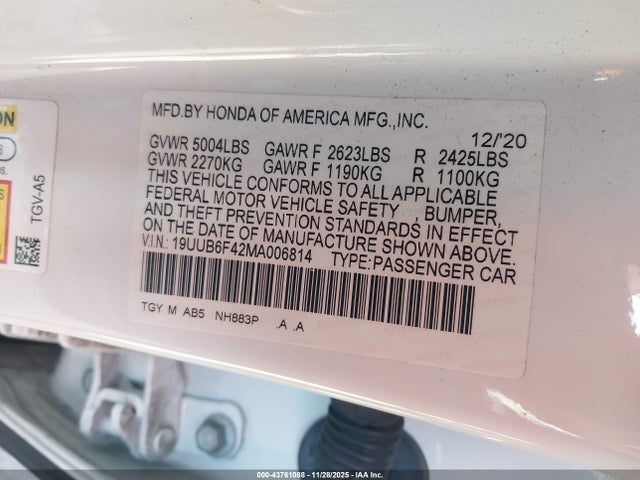 MFD.BY HONDA OF AMERICA MFG.,INC.
12/'20
GVWR 5004LBS GAWR F 2623LBS R 2425LBS
GVWR 2270KG GAWR F 1190KG R 1100KG
THIS VEHICLE CONFORMS TO ALL APPLICABLE
FEDERAL MOTOR VEHICLE SAFETY , BUMPER,
AND THEFT PREVENTION STANDARDS IN EFFECT
ON THE DATE OF MANUFACTURE SHOWN ABOVE.
V.I.N: 19UUB6F42MA006814 TYPE:PASSENGER CAR
TGY M AB5 NH883P .A .A
ON
TGV-A5
000-43761088 - 11/28/2025 - IAA Inc.